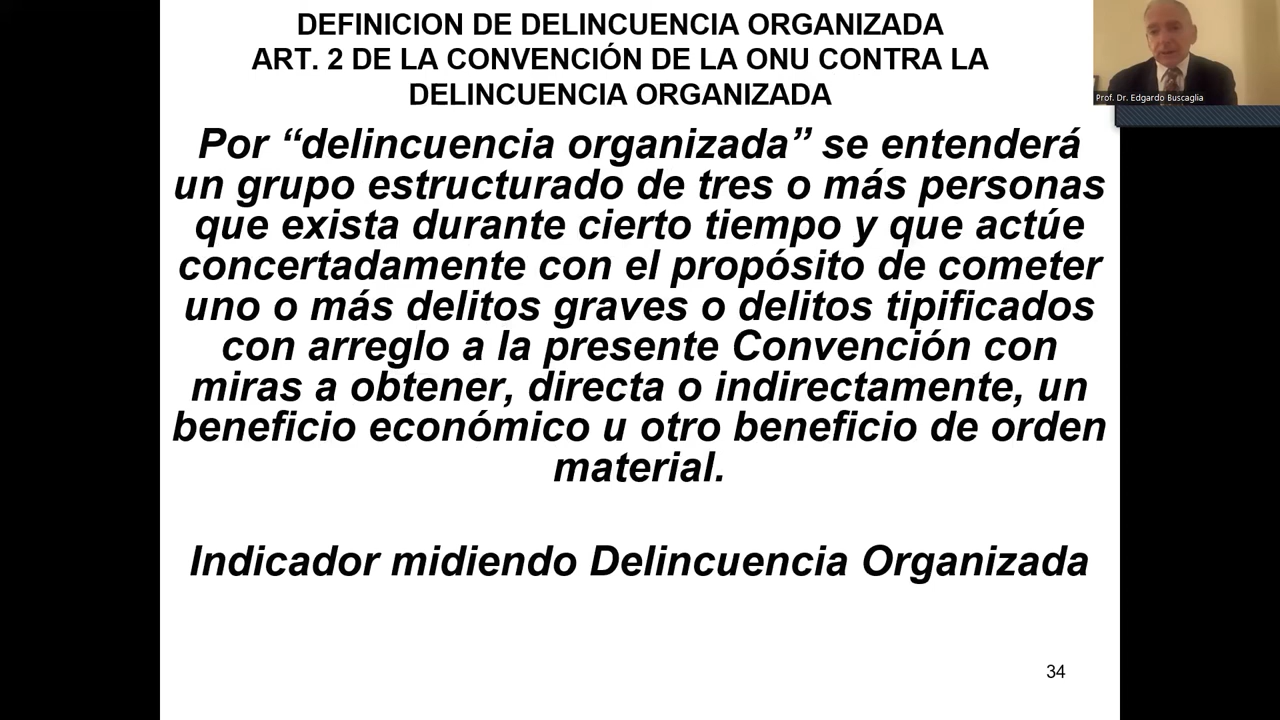 DEFINICION DE DELINCUENCIA ORGANIZADA
ART. 2 DE LA CONVENCIÓN DE LA ONU CONTRA LA
DELINCUENCIA ORGANIZADA
Por “delincuencia organizada” se entenderá
un grupo estructurado de tres o más personas
que exista durante cierto tiempo y que actúe
concertadamente con el propósito de cometer
uno o más delitos graves o delitos tipificados
con arreglo a la presente Convención con
miras a obtener, directa o indirectamente, un
beneficio económico u otro beneficio de orden
material.
Indicador midiendo Delincuencia Organizada
34
Prof. Dr. Edgardo Buscaglia